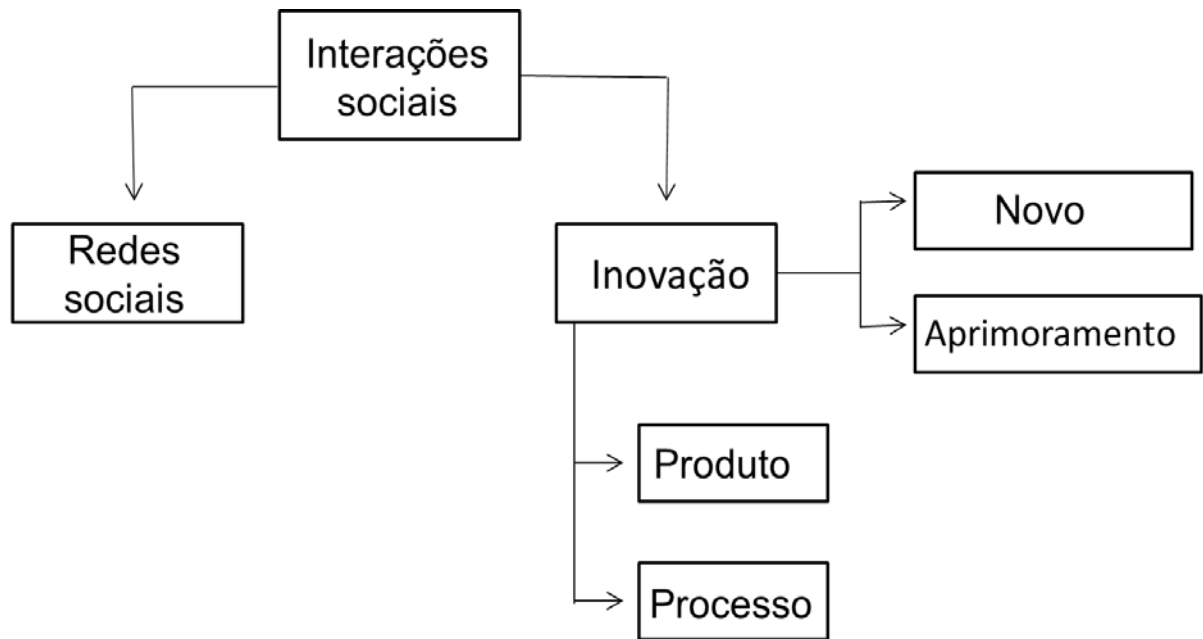 Interações
sociais
Redes
sociais
Inovação
Novo
Aprimoramento
Produto
Processo